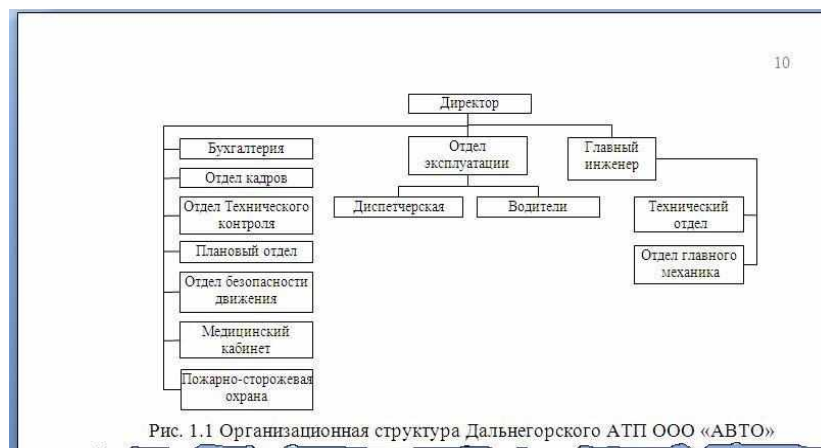 10
Директор
Бухгалтерия
Отдел кадров
Отдел Технического
контроля
Плановый отдел
Отдел безопасности
движения
Медицинский
кабинет
Пожарно-сторожевая
охрана
Отдел
эксплуатации
Диспетчерская
Водители
Главный
инженер
Технический
отдел
Отдел главного
механика
Рис. 1.1 Организационная структура Дальнегорского АТП ООО «АВТО»